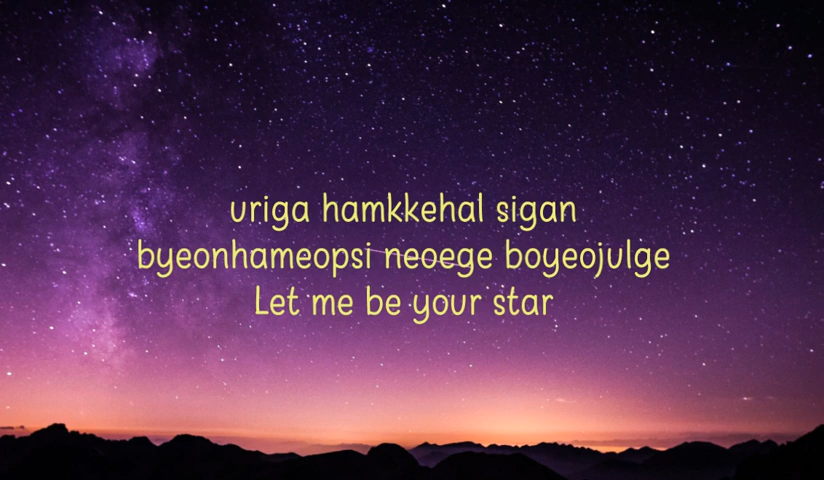 uriga hamkkehal sigan
byeonhameopsi neoege boyeojulge
Let me be your star